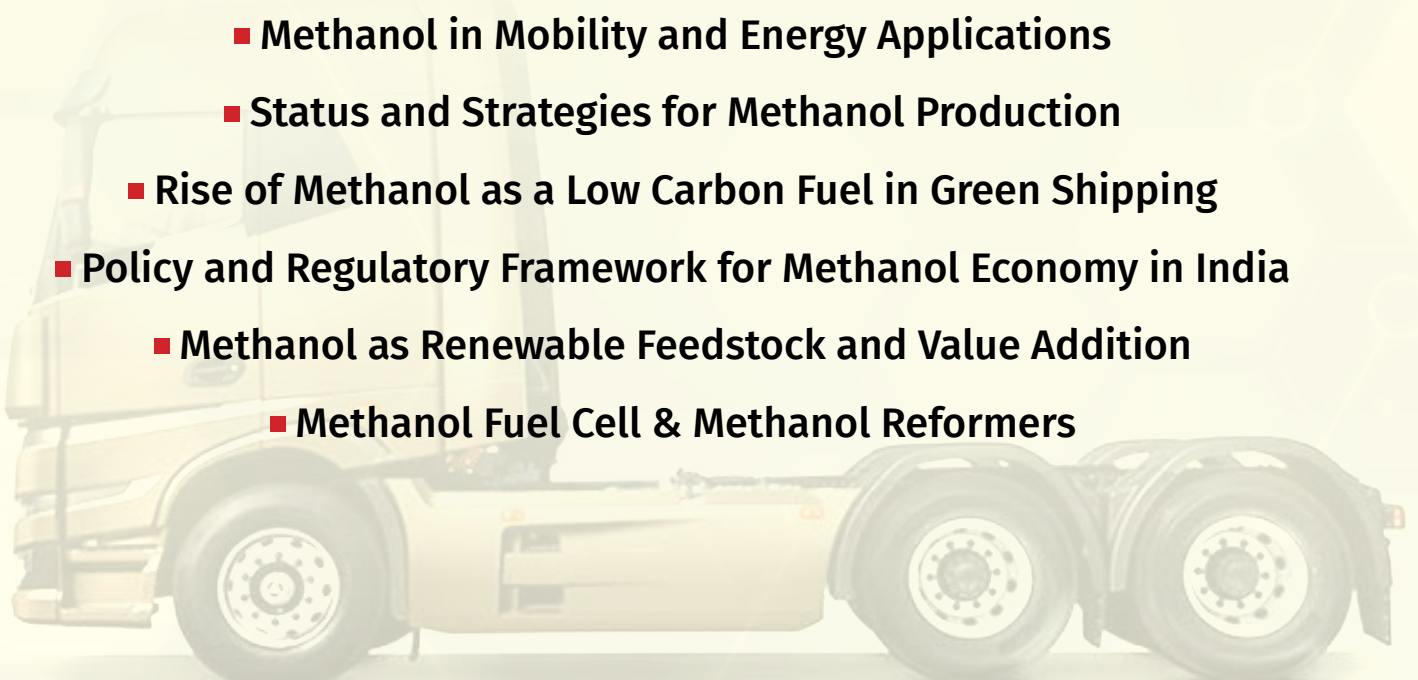 ▪ Methanol in Mobility and Energy Applications
▪ Status and Strategies for Methanol Production
▪ Rise of Methanol as a Low Carbon Fuel in Green Shipping
▪ Policy and Regulatory Framework for Methanol Economy in India
▪ Methanol as Renewable Feedstock and Value Addition
▪ Methanol Fuel Cell & Methanol Reformers